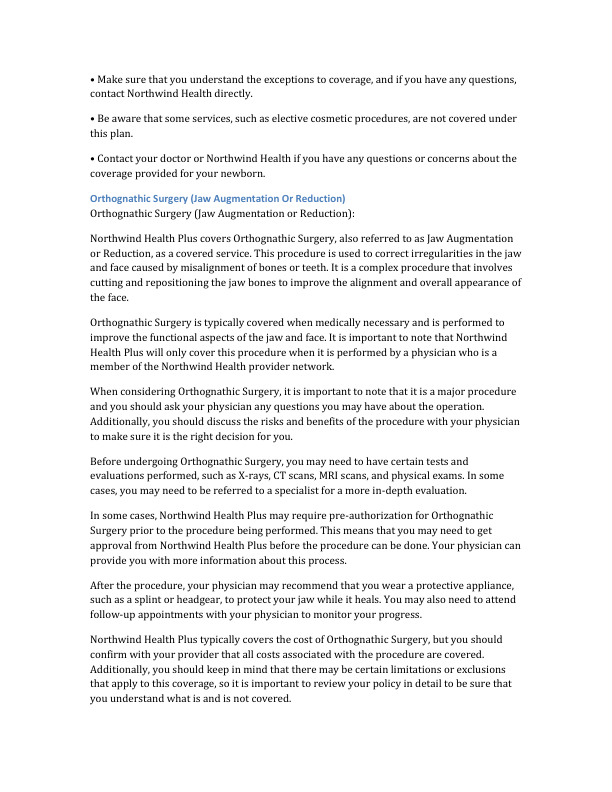 • Make sure that you understand the exceptions to coverage, and if you have any questions,
contact Northwind Health directly.
• Be aware that some services, such as elective cosmetic procedures, are not covered under
this plan.
• Contact your doctor or Northwind Health if you have any questions or concerns about the
coverage provided for your newborn.
Orthognathic Surgery (Jaw Augmentation Or Reduction)
Orthognathic Surgery (Jaw Augmentation or Reduction):
Northwind Health Plus covers Orthognathic Surgery, also referred to as Jaw Augmentation
or Reduction, as a covered service. This procedure is used to correct irregularities in the jaw
and face caused by misalignment of bones or teeth. It is a complex procedure that involves
cutting and repositioning the jaw bones to improve the alignment and overall appearance of
the face.
Orthognathic Surgery is typically covered when medically necessary and is performed to
improve the functional aspects of the jaw and face. It is important to note that Northwind
Health Plus will only cover this procedure when it is performed by a physician who is a
member of the Northwind Health provider network.
When considering Orthognathic Surgery, it is important to note that it is a major procedure
and you should ask your physician any questions you may have about the operation.
Additionally, you should discuss the risks and benefits of the procedure with your physician
to make sure it is the right decision for you.
Before undergoing Orthognathic Surgery, you may need to have certain tests and
evaluations performed, such as X-rays, CT scans, MRI scans, and physical exams. In some
cases, you may need to be referred to a specialist for a more in-depth evaluation.
In some cases, Northwind Health Plus may require pre-authorization for Orthognathic
Surgery prior to the procedure being performed. This means that you may need to get
approval from Northwind Health Plus before the procedure can be done. Your physician can
provide you with more information about this process.
After the procedure, your physician may recommend that you wear a protective appliance,
such as a splint or headgear, to protect your jaw while it heals. You may also need to attend
follow-up appointments with your physician to monitor your progress.
Northwind Health Plus typically covers the cost of Orthognathic Surgery, but you should
confirm with your provider that all costs associated with the procedure are covered.
Additionally, you should keep in mind that there may be certain limitations or exclusions
that apply to this coverage, so it is important to review your policy in detail to be sure that
you understand what is and is not covered.